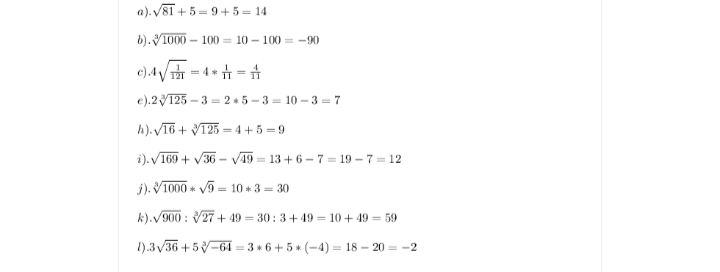 a).√81 + 5 = 9 + 5 = 14
b).∛1000 − 100 = 10 − 100 = −90
c).4√(1/121) = 4 * 1/11 = 4/11
e).2∛125 − 3 = 2 * 5 − 3 = 10 − 3 = 7
h).√16 + ∛125 = 4 + 5 = 9
i).√169 + √36 − √49 = 13 + 6 − 7 = 19 − 7 = 12
j).∛1000 * √9 = 10 * 3 = 30
k).√900 : ∛27 + 49 = 30 : 3 + 49 = 10 + 49 = 59
l).3√36 + 5∛−64 = 3 * 6 + 5 * (−4) = 18 − 20 = −2